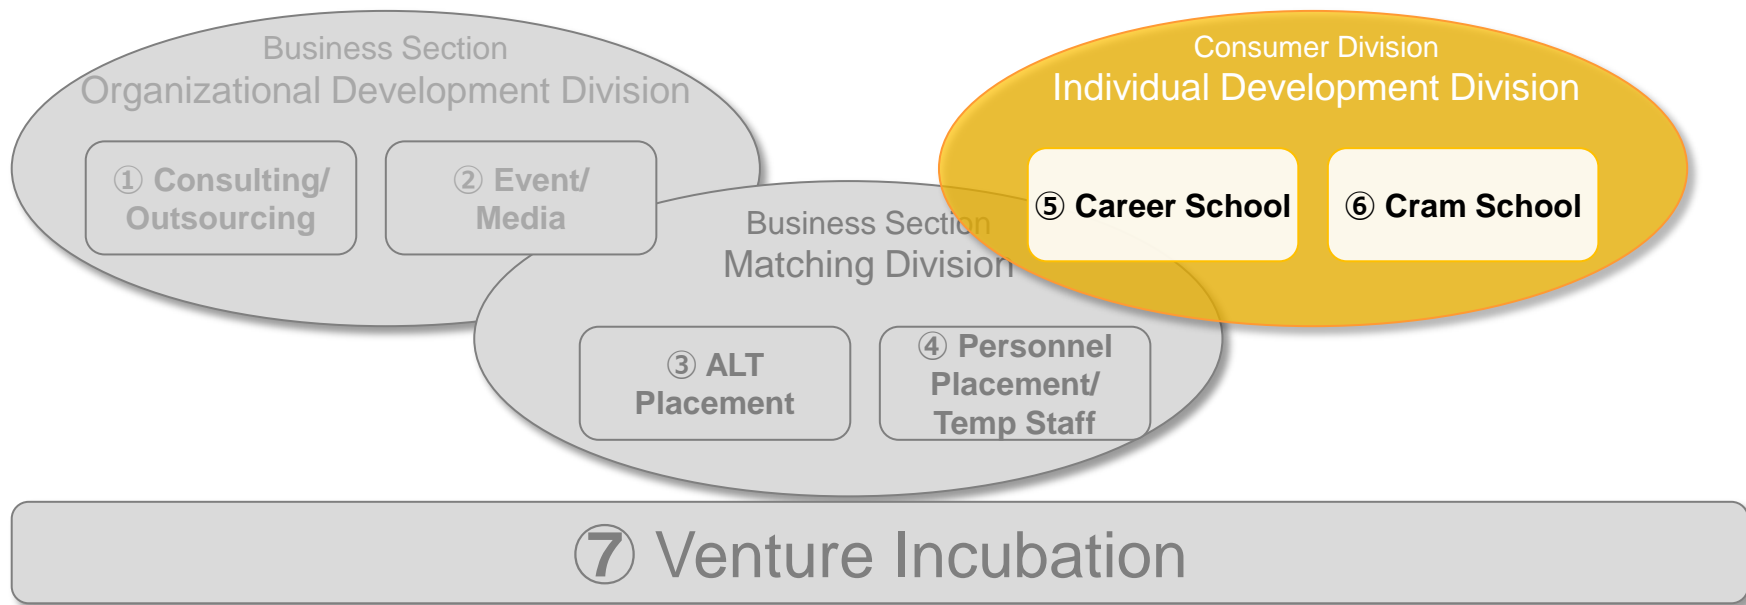 Business Section
Organizational Development Division
① Consulting/
Outsourcing
② Event/
Media
Business Section
Matching Division
③ ALT
Placement
④ Personnel
Placement/
Temp Staff
Consumer Division
Individual Development Division
⑤ Career School
⑥ Cram School
⑦ Venture Incubation